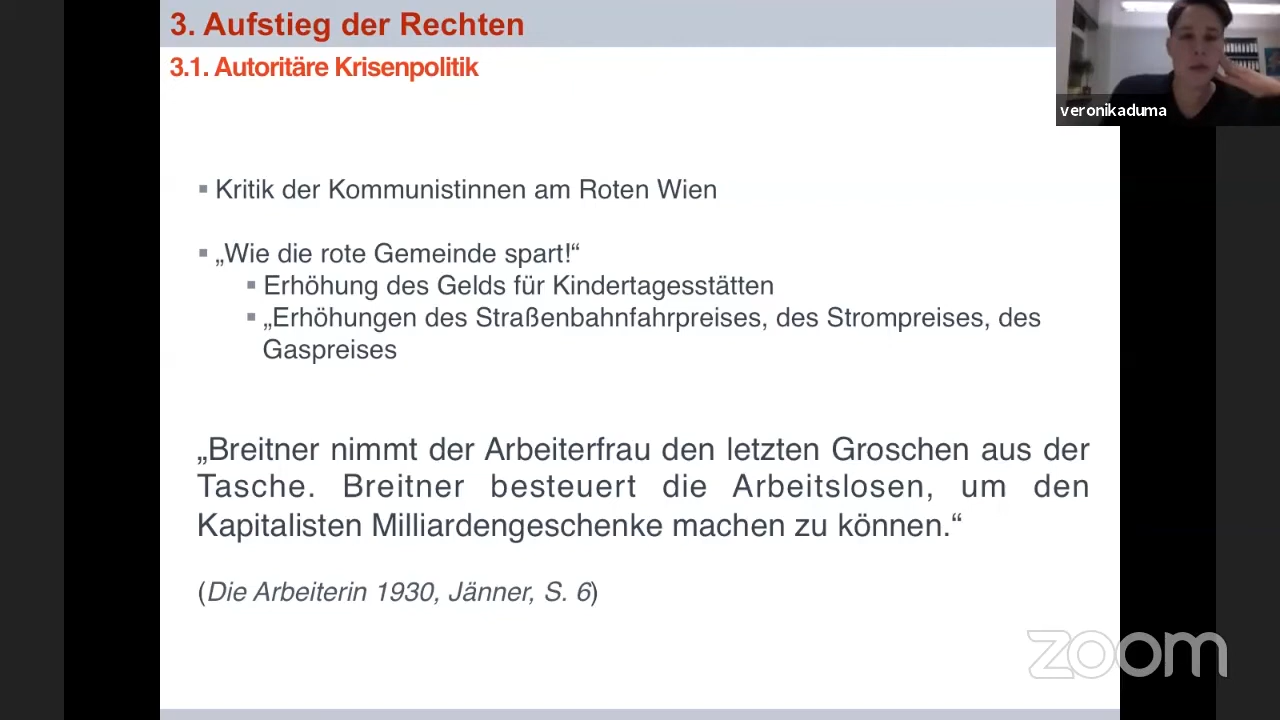 3. Aufstieg der Rechten
3.1. Autoritäre Krisenpolitik
veronikaduma
▪ Kritik der Kommunistinnen am Roten Wien
▪ „Wie die rote Gemeinde spart!“
▪ Erhöhung des Gelds für Kindertagesstätten
▪ „Erhöhungen des Straßenbahnfahrpreises, des Strompreises, des
Gaspreises
„Breitner nimmt der Arbeiterfrau den letzten Groschen aus der
Tasche. Breitner besteuert die Arbeitslosen, um den
Kapitalisten Milliardengeschenke machen zu können.“
(Die Arbeiterin 1930, Jänner, S. 6)
zoom